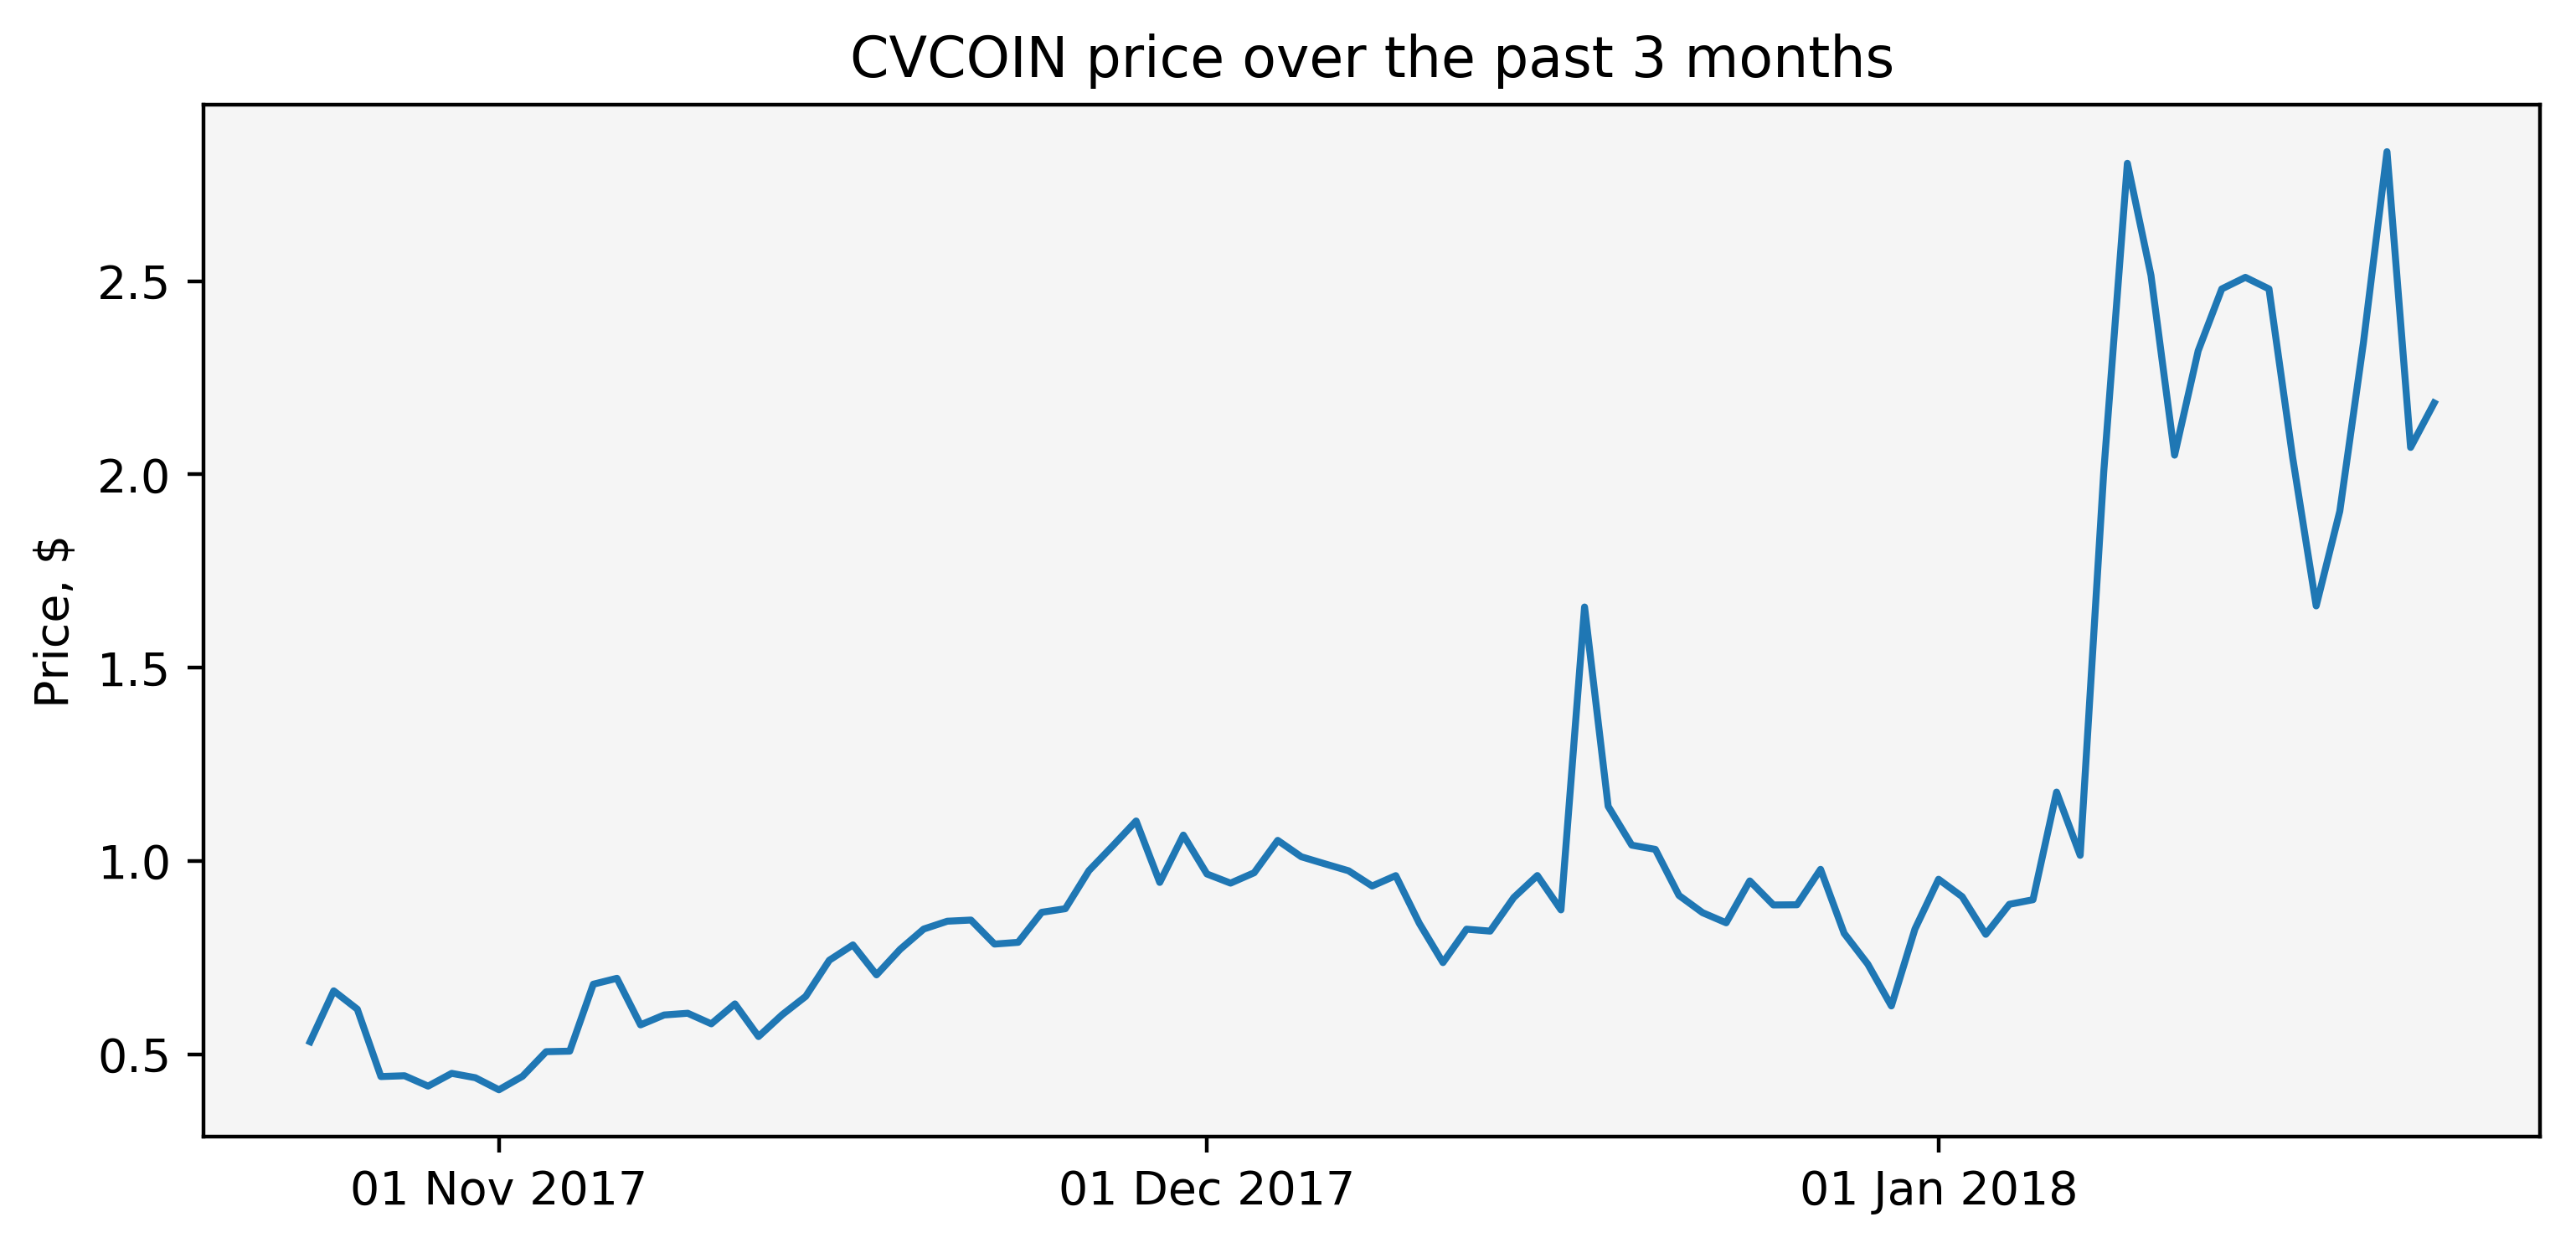 CVCOIN price over the past 3 months
Price, $
2.5
2.0
1.5
1.0
0.5
01 Nov 2017
01 Dec 2017
01 Jan 2018